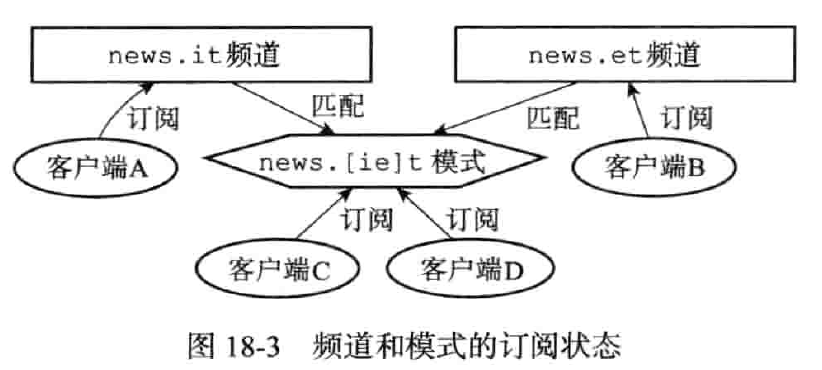 news.it频道
news.et频道
订阅
匹配
匹配
订阅
客户端A
news.[ie]t 模式
客户端B
订阅
订阅
客户端C
客户端D
图 18-3 频道和模式的订阅状态